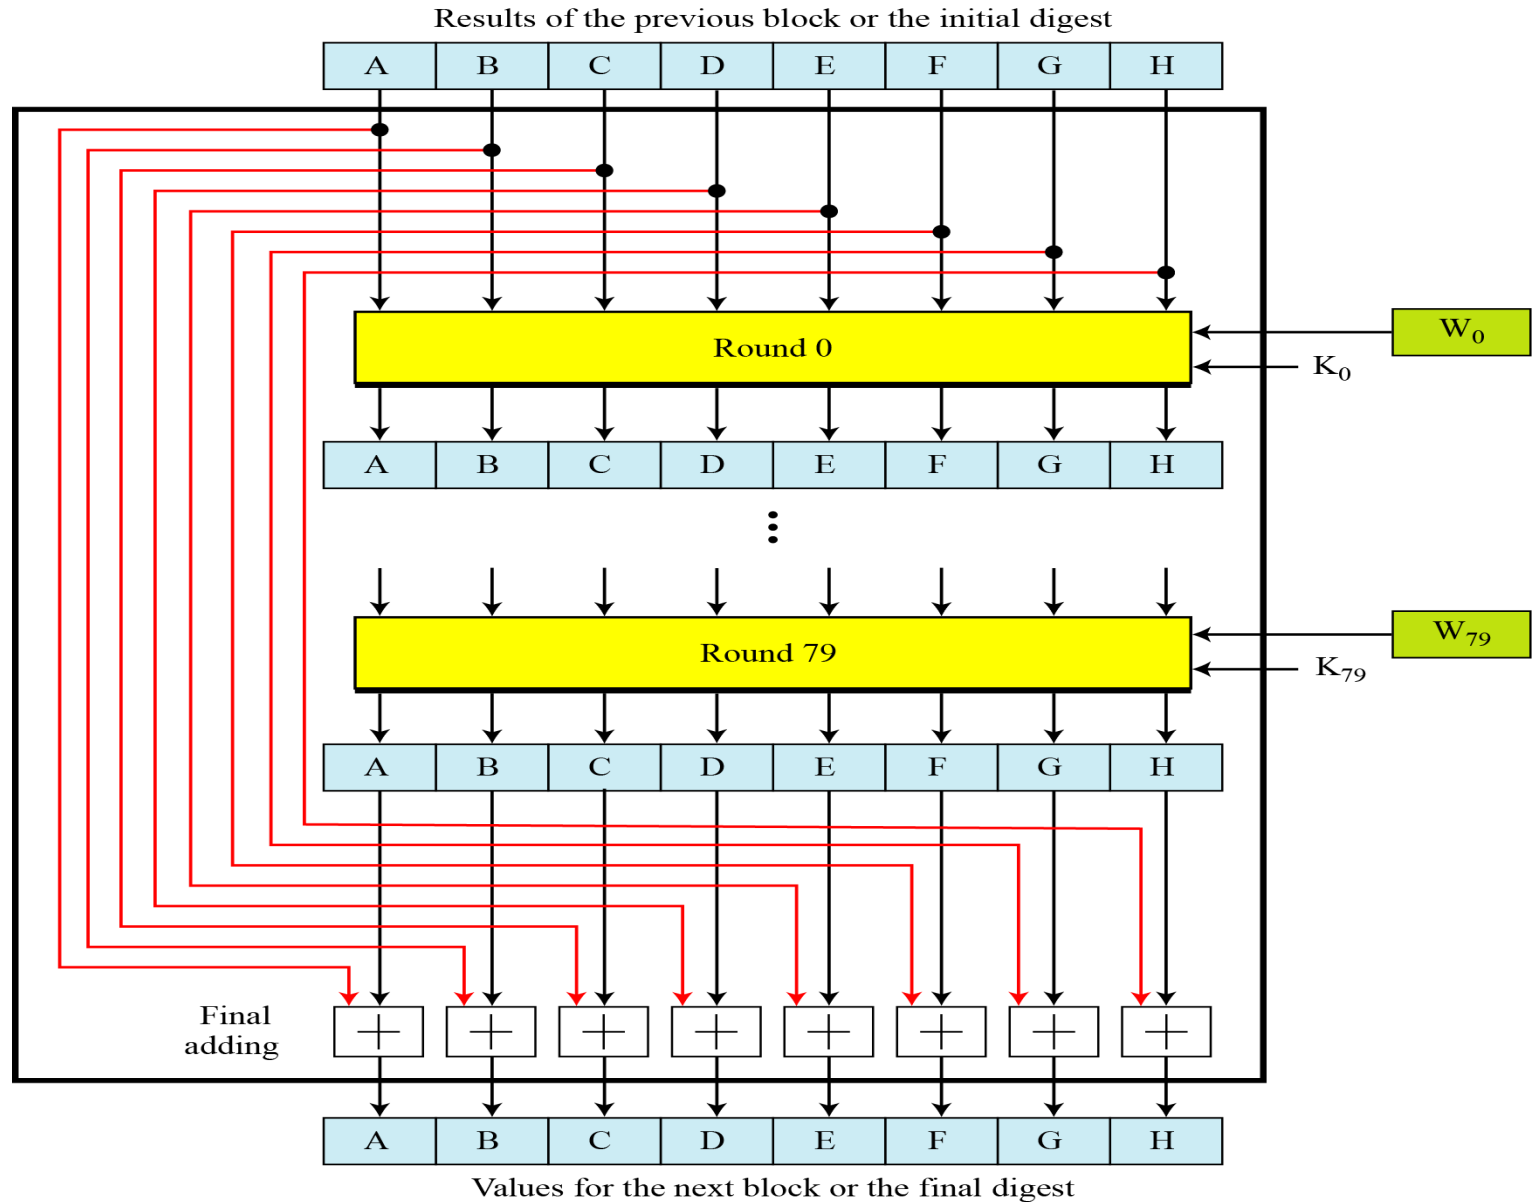 Results of the previous block or the initial digest
A B C D E F G H
Round 0
W0
K0
A B C D E F G H
Round 79
W79
K79
A B C D E F G H
Final
adding
A B C D E F G H
Values for the next block or the final digest